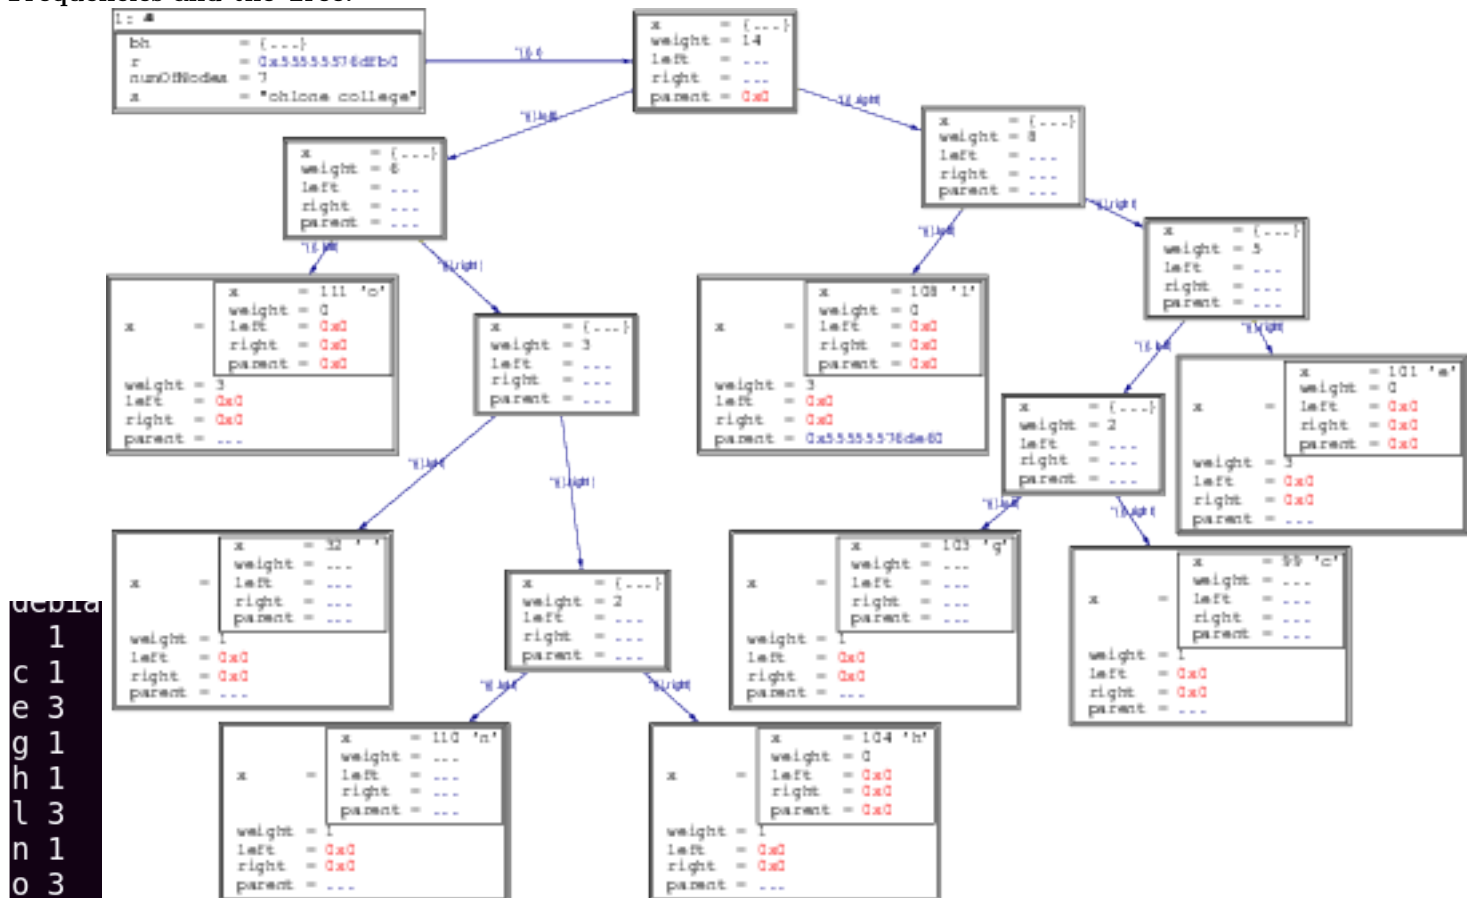 Frequencies and the tree.
1:
bh = {...}
r = 0x55555576dfb0
numOfNodes = 7
x = "ohlone college"
x = {...}
weight = 14
left = ...
right = ...
parent = 0x0
x = {...}
weight = 6
left = ...
right = ...
parent = ...
x = {...}
weight = 8
left = ...
right = ...
parent = ...
x = {...}
weight = 5
left = ...
right = ...
parent = ...
x =
x = 111 'o'
weight = 0
left = 0x0
right = 0x0
parent = 0x0
weight = 3
left = 0x0
right = 0x0
parent = ...
x = {...}
weight = 3
left = ...
right = ...
parent = ...
x =
x = 108 'l'
weight = 0
left = 0x0
right = 0x0
parent = 0x0
weight = 3
left = 0x0
right = 0x0
parent = 0x55555576de60
x = {...}
weight = 2
left = ...
right = ...
parent = ...
x =
x = 101 'e'
weight = 0
left = 0x0
right = 0x0
parent = 0x0
weight = 3
left = 0x0
right = 0x0
parent = ...
x =
x = 32 ' '
weight = ...
left = ...
right = ...
parent = ...
weight = 1
left = 0x0
right = 0x0
parent = ...
x = {...}
weight = 2
left = ...
right = ...
parent = ...
x =
x = 103 'g'
weight = ...
left = ...
right = ...
parent = ...
weight = 1
left = 0x0
right = 0x0
parent = ...
x =
x = 99 'c'
weight = ...
left = ...
right = ...
parent = ...
weight = 1
left = 0x0
right = 0x0
parent = ...
x =
x = 110 'n'
weight = ...
left = ...
right = ...
parent = ...
weight = 1
left = 0x0
right = 0x0
parent = ...
x =
x = 104 'h'
weight = 0
left = 0x0
right = 0x0
parent = 0x0
weight = 1
left = 0x0
right = 0x0
parent = ...
debia
1
c 1
e 3
g 1
h 1
l 3
n 1
o 3